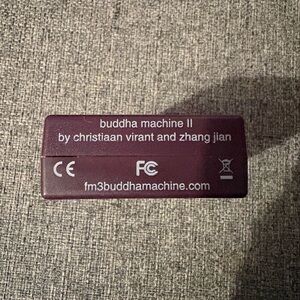 buddha machine II
by christiaan virant and zhang jian
CE FC
fm3buddhamachine.com